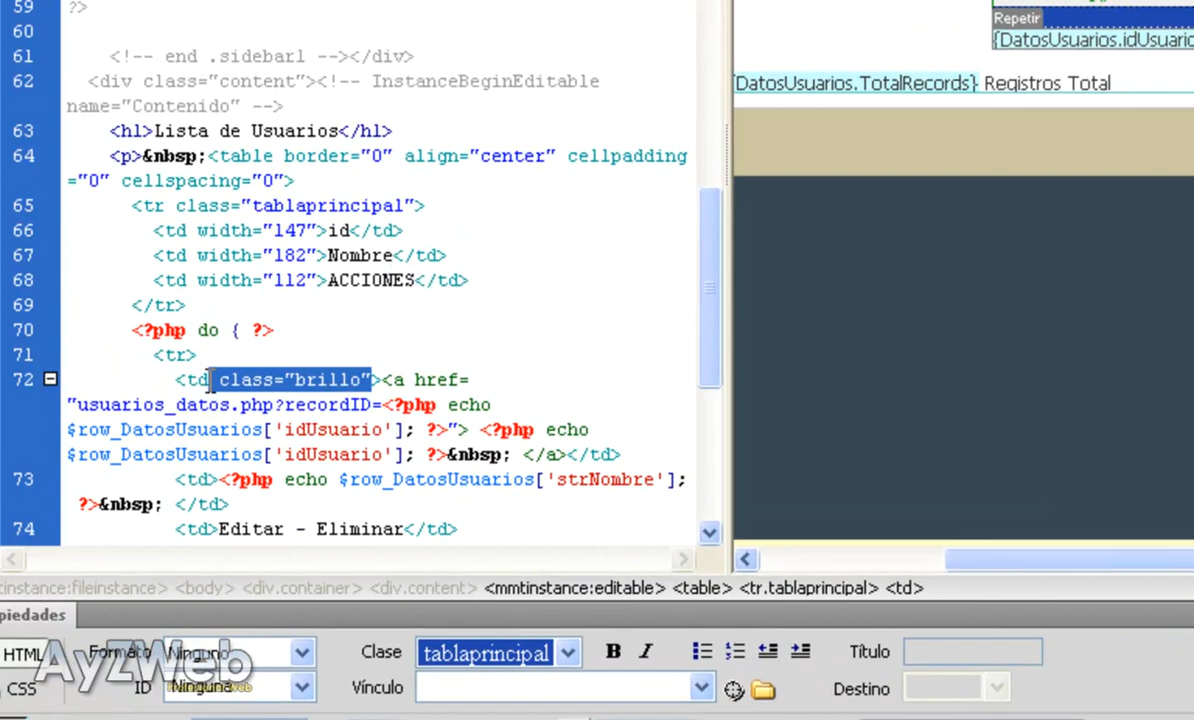 59 ?>
60
61 <!-- end .sidebar1 --></div>
62 <div class="content"><!-- InstanceBeginEditable
name="Contenido" -->
63 <h1>Lista de Usuarios</h1>
64 <p>&nbsp;<table border="0" align="center" cellpadding
="0" cellspacing="0">
65 <tr class="tablaprincipal">
66 <td width="147">id</td>
67 <td width="182">Nombre</td>
68 <td width="112">ACCIONES</td>
69 </tr>
70 <?php do { ?>
71 <tr>
72 <td class="brillo"><a href=
"usuarios_datos.php?recordID=<?php echo
$row_DatosUsuarios['idUsuario']; ?>"> <?php echo
$row_DatosUsuarios['idUsuario']; ?>&nbsp; </a></td>
73 <td><?php echo $row_DatosUsuarios['strNombre'];
?>&nbsp; </td>
74 <td>Editar - Eliminar</td>
Repetir
{DatosUsuarios.idUsuario
{DatosUsuarios.TotalRecords} Registros Total
tinstance:fileinstance> <body> <div.container> <div.content> <mmtinstance:editable> <table> <tr.tablaprincipal> <td>
piedades
HTML Formato Ninguno Clase tablaprincipal B I Título
CSS ID Ninguna Vínculo Destino
AyZWeb